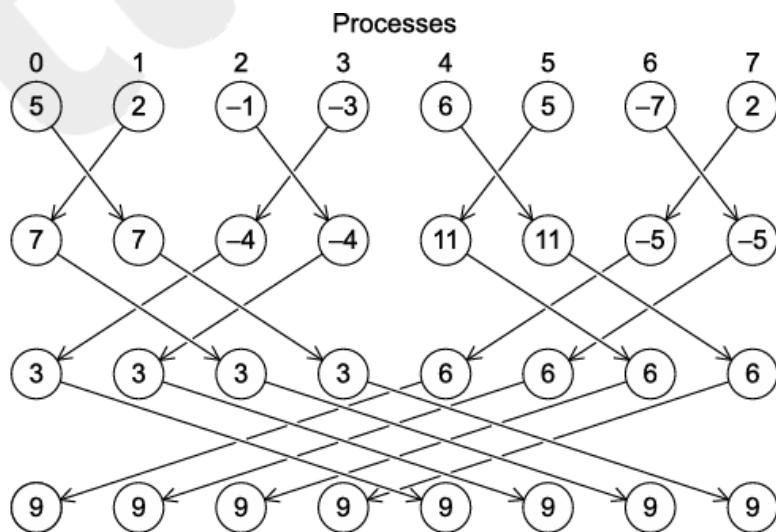 Processes
0 1 2 3 4 5 6 7
5 2 –1 –3 6 5 –7 2
7 7 –4 –4 11 11 –5 –5
3 3 3 3 6 6 6 6
9 9 9 9 9 9 9 9